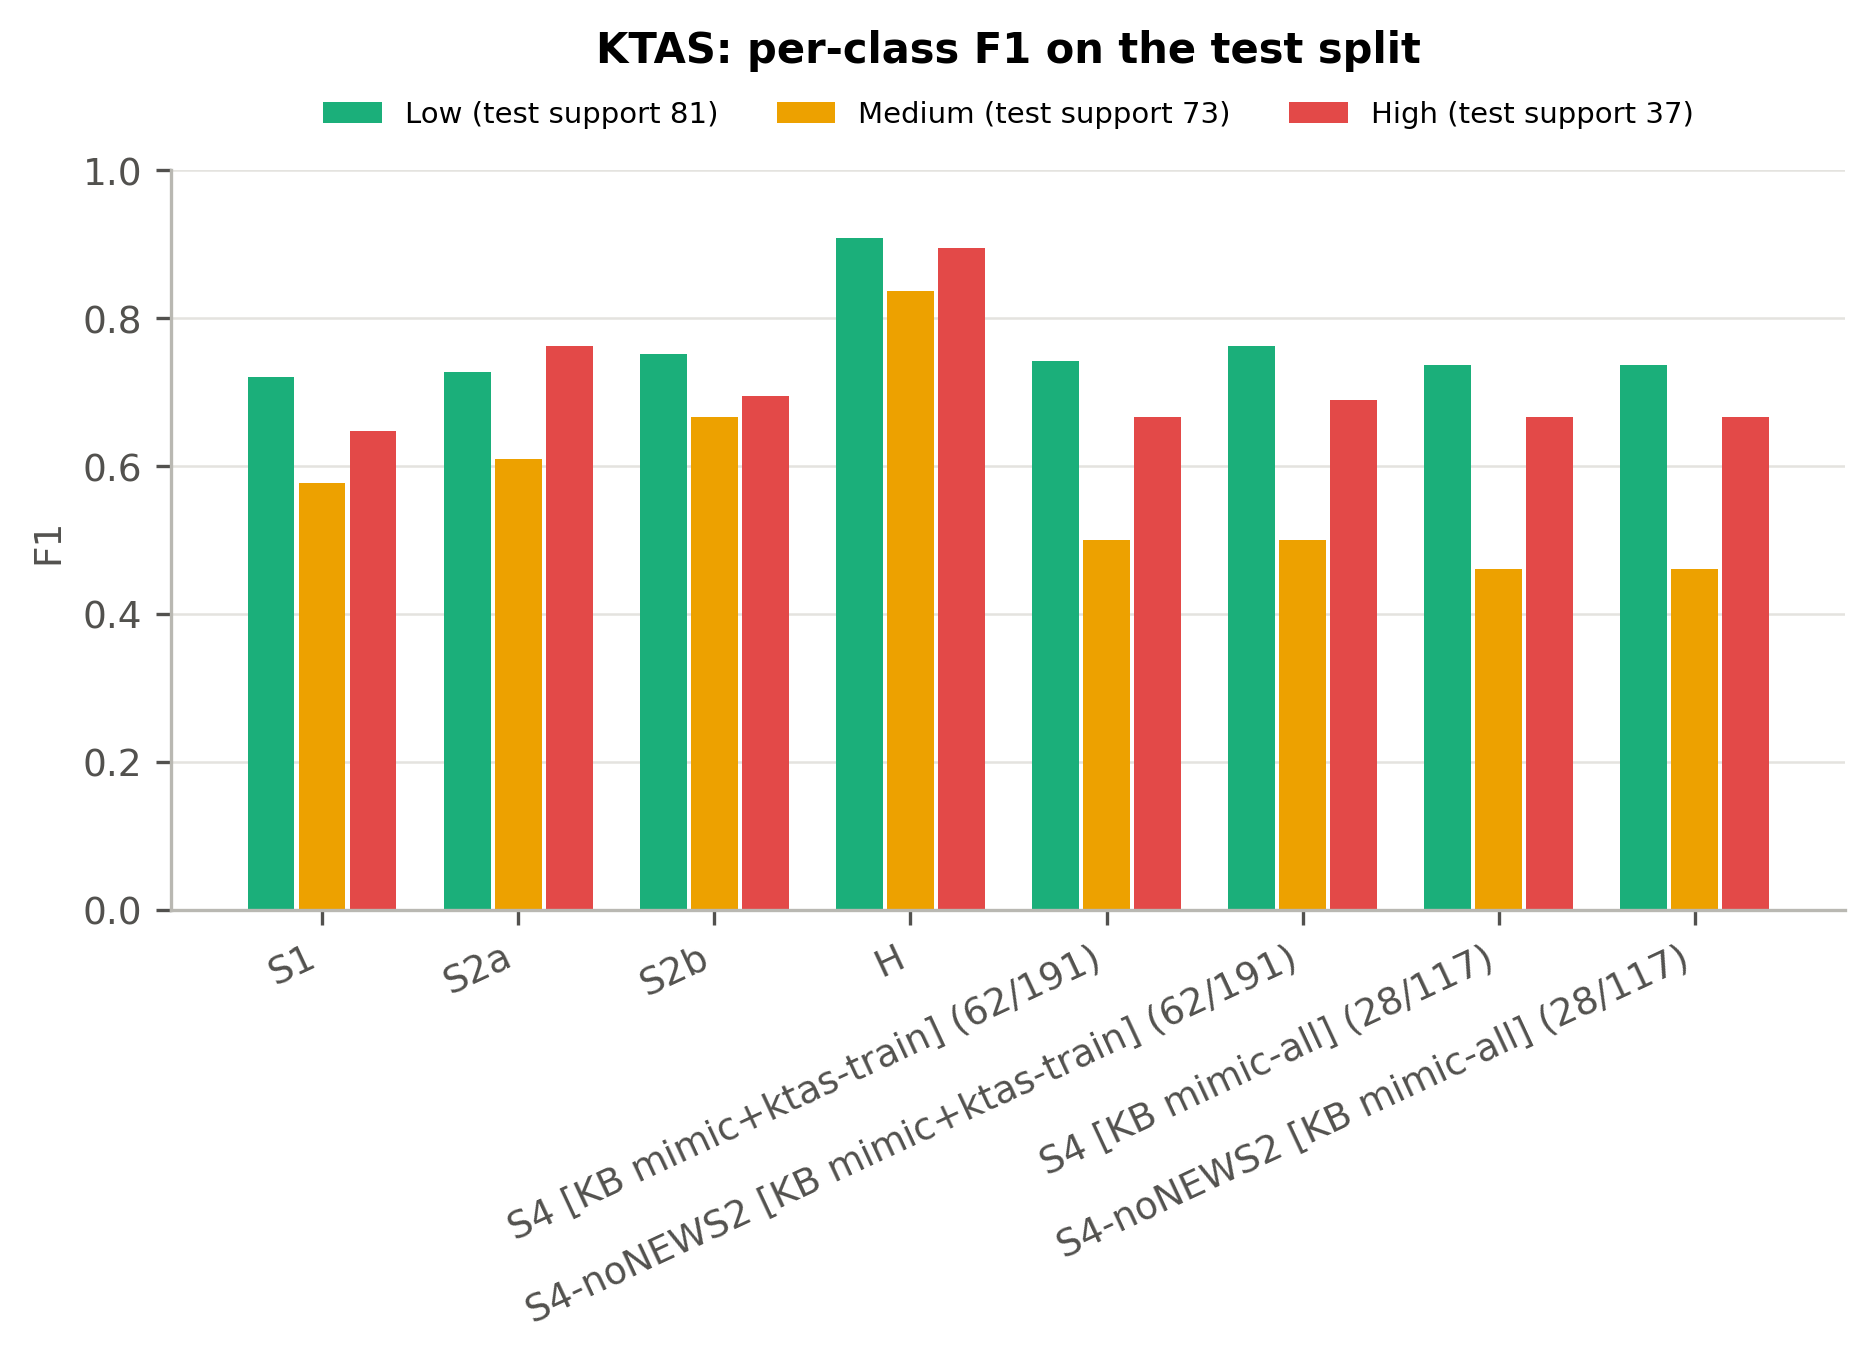 KTAS: per-class F1 on the test split
Low (test support 81)
Medium (test support 73)
High (test support 37)
1.0
0.8
0.6
0.4
0.2
0.0
F1
S1
S2a
S2b
H
S4 [KB mimic+ktas-train] (62/191)
S4-noNEWS2 [KB mimic+ktas-train] (62/191)
S4 [KB mimic-all] (28/117)
S4-noNEWS2 [KB mimic-all] (28/117)